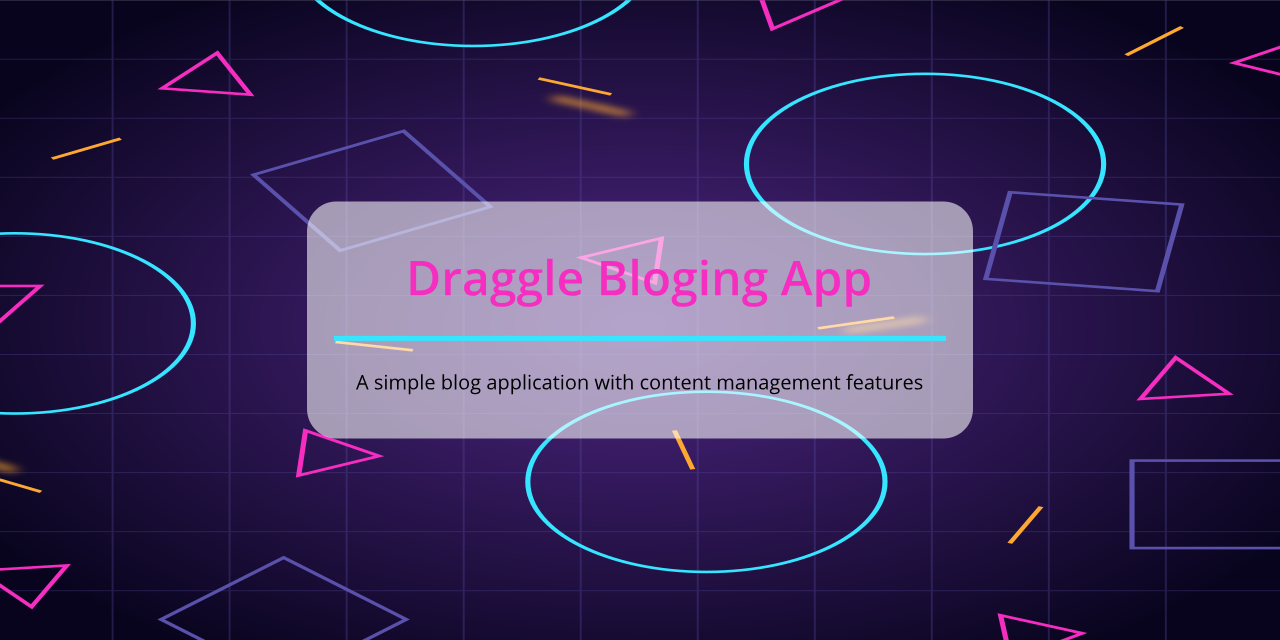 Draggle Bloging App
A simple blog application with content management features